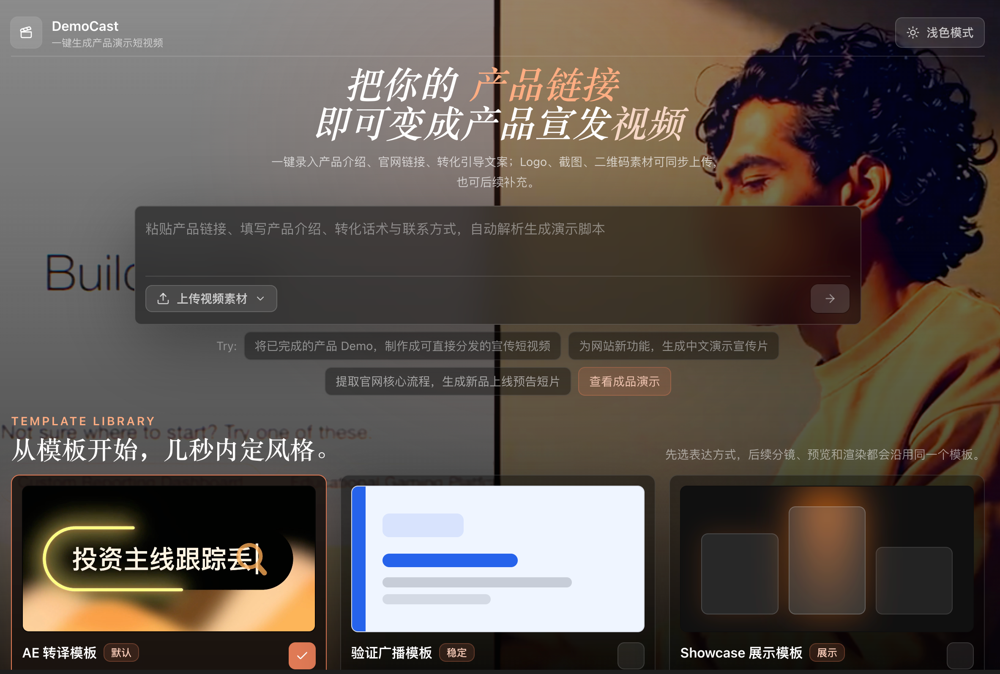 DemoCast
一键生成产品演示短视频
浅色模式
把你的 产品链接
即可变成产品宣发视频
一键录入产品介绍、官网链接、转化引导文案；Logo、截图、二维码素材可同步上传，
也可后续补充。
粘贴产品链接、填写产品介绍、转化话术与联系方式，自动解析生成演示脚本
Build
上传视频素材
Try:
将已完成的产品 Demo，制作成可直接分发的宣传短视频
为网站新功能，生成中文演示宣传片
提取官网核心流程，生成新品上线预告短片
查看成品演示
TEMPLATE LIBRARY
Not sure where to start? Try one of these.
从模板开始，几秒内定风格。
先选表达方式，后续分镜、预览和渲染都会沿用同一个模板。
Custom Reporting Dashboard
Educational Gaming Platform
投资主线跟踪丢
AE 转译模板
默认
验证广播模板
稳定
Showcase 展示模板
展示